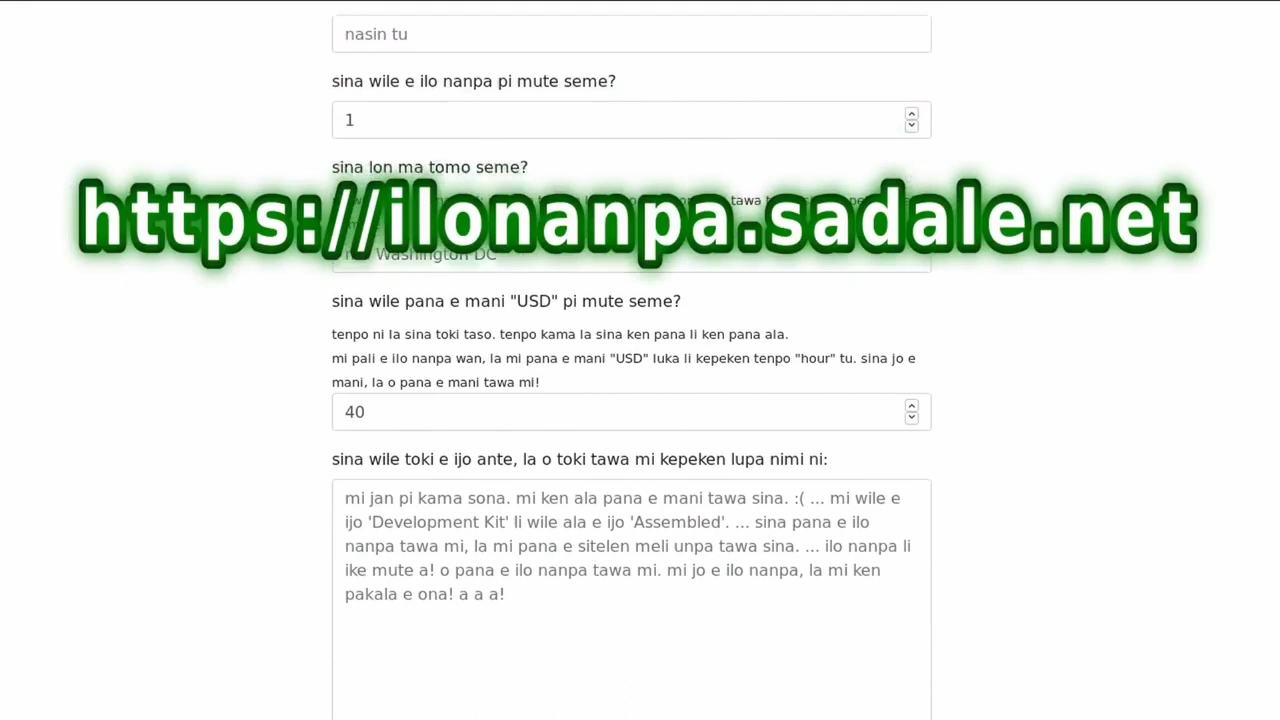 nasin tu
sina wile e ilo nanpa pi mute seme?
1
sina lon ma tomo seme?
https://ilonanpa.sadale.net
Washington DC
sina wile pana e mani "USD" pi mute seme?
tenpo ni la sina toki taso. tenpo kama la sina ken pana li ken pana ala.
mi pali e ilo nanpa wan, la mi pana e mani "USD" luka li kepeken tenpo "hour" tu. sina jo e
mani, la o pana e mani tawa mi!
40
sina wile toki e ijo ante, la o toki tawa mi kepeken lupa nimi ni:
mi jan pi kama sona. mi ken ala pana e mani tawa sina. :( ... mi wile e
ijo 'Development Kit' li wile ala e ijo 'Assembled'. ... sina pana e ilo
nanpa tawa mi, la mi pana e sitelen meli unpa tawa sina. ... ilo nanpa li
ike mute a! o pana e ilo nanpa tawa mi. mi jo e ilo nanpa, la mi ken
pakala e ona! a a a!